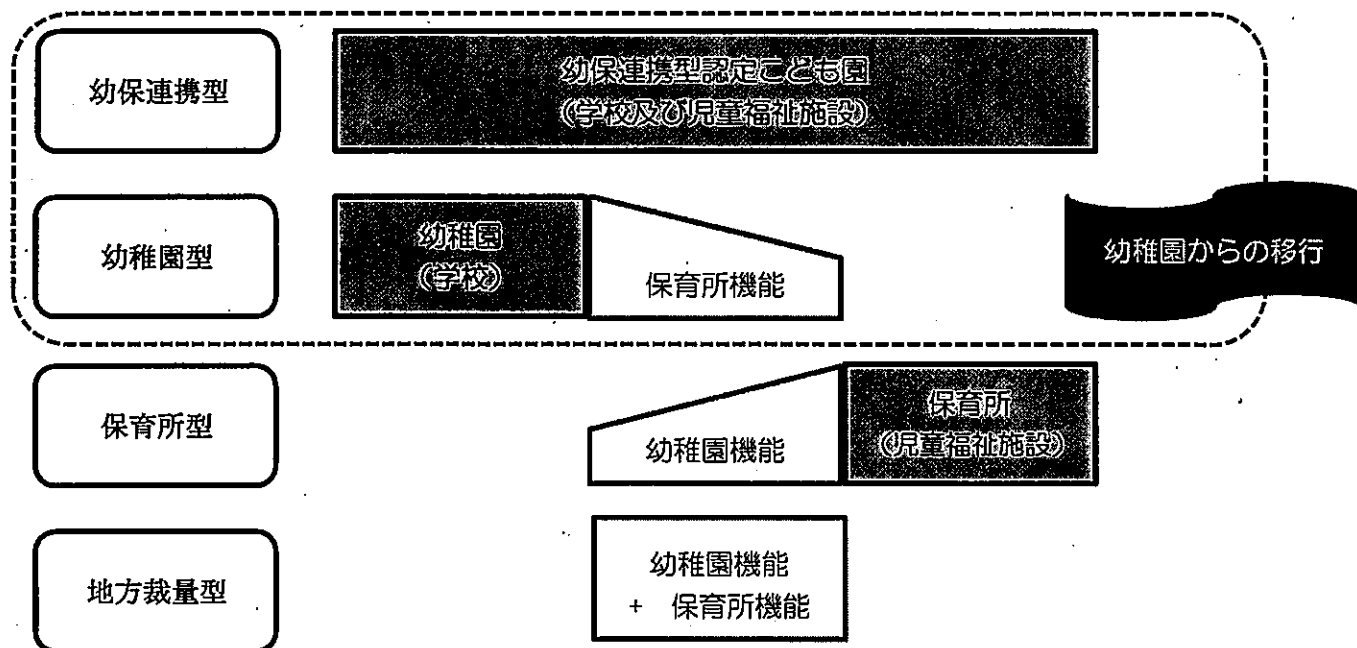 幼保連携型
幼保連携型認定こども園
(学校及び児童福祉施設)
幼稚園型
幼稚園
(学校)
保育所機能
幼稚園からの移行
保育所型
幼稚園機能
保育所
(児童福祉施設)
地方裁量型
幼稚園機能
+ 保育所機能